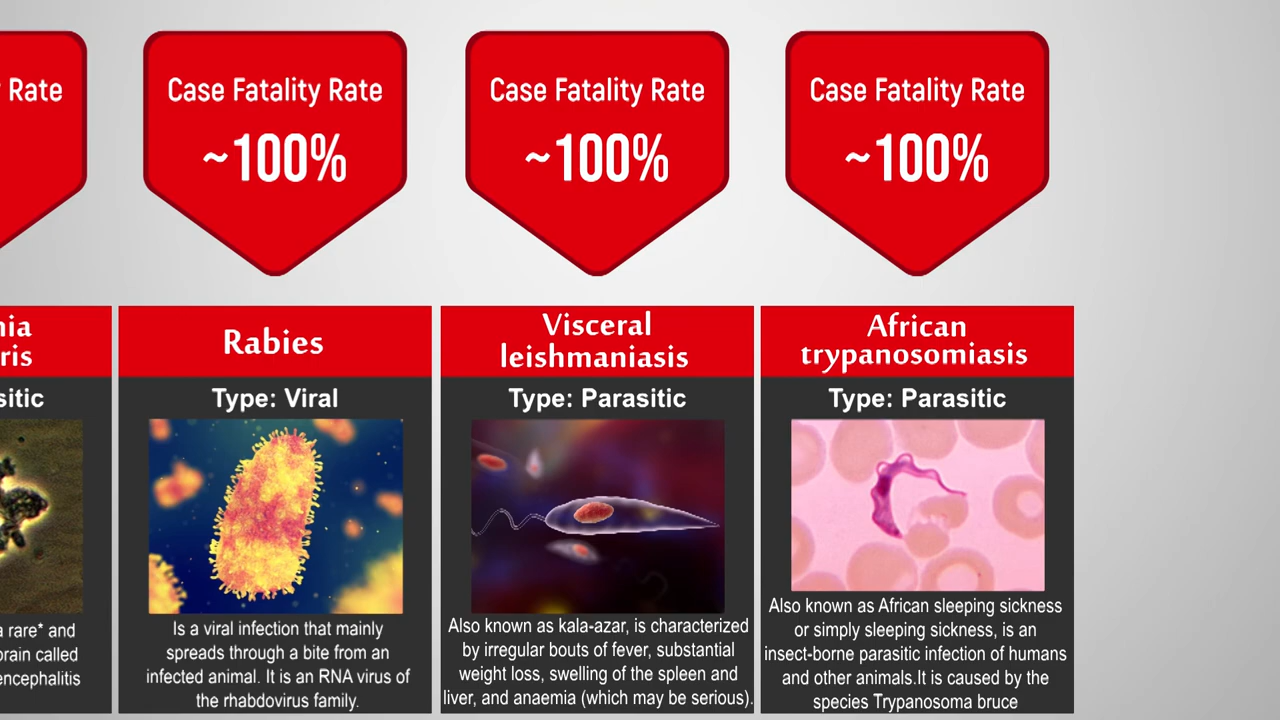 Rate
Case Fatality Rate
~100%
Case Fatality Rate
~100%
Case Fatality Rate
~100%
Rabies
Type: Viral
Is a viral infection that mainly
spreads through a bite from an
infected animal. It is an RNA virus of
the rhabdovirus family.
Visceral
leishmaniasis
Type: Parasitic
Also known as kala-azar, is characterized
by irregular bouts of fever, substantial
weight loss, swelling of the spleen and
liver, and anaemia (which may be serious).
African
trypanosomiasis
Type: Parasitic
Also known as African sleeping sickness
or simply sleeping sickness, is an
insect-borne parasitic infection of humans
and other animals.It is caused by the
species Trypanosoma bruce
a rare* and
called
encephalitis